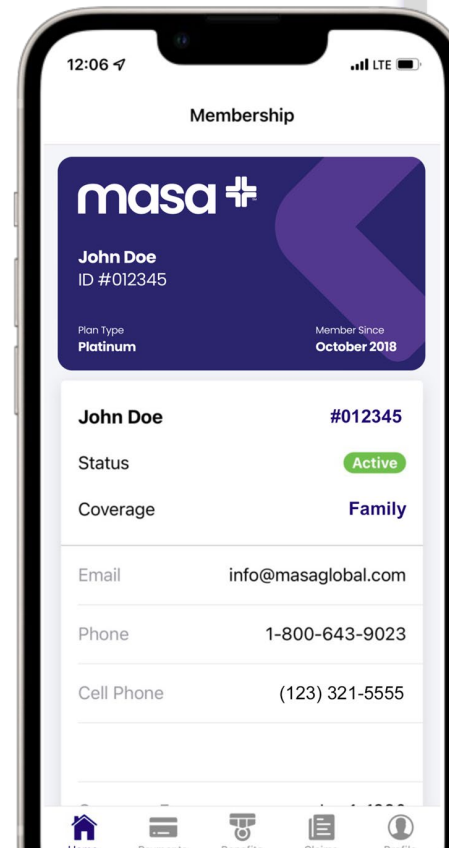 12:06
LTE
Membership
masa
John Doe
ID #012345
Plan Type
Member Since
Platinum
October 2018
John Doe
#012345
Status
Active
Coverage
Family
Email
info@masaglobal.com
Phone
1-800-643-9023
Cell Phone
(123) 321-5555